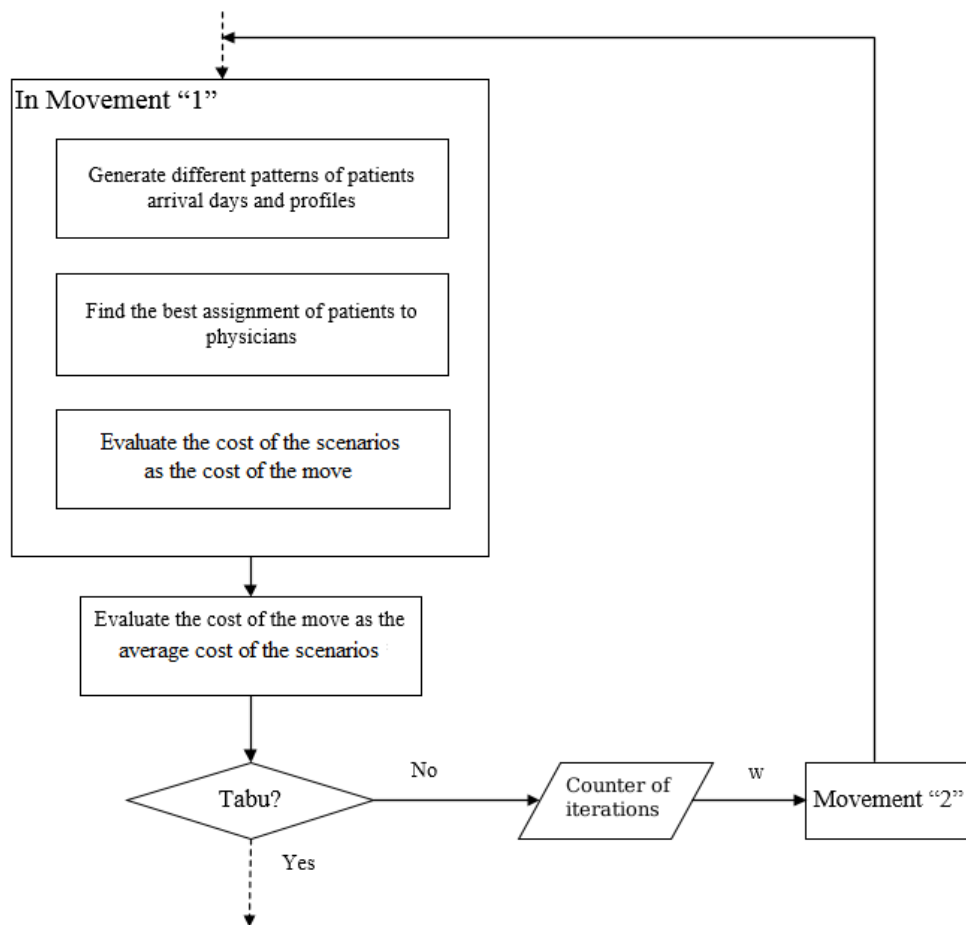 In Movement “1”
Generate different patterns of patients
arrival days and profiles
Find the best assignment of patients to
physicians
Evaluate the cost of the scenarios
as the cost of the move
Evaluate the cost of the move as the
average cost of the scenarios
Tabu?
No
Counter of
iterations
w
Movement “2”
Yes